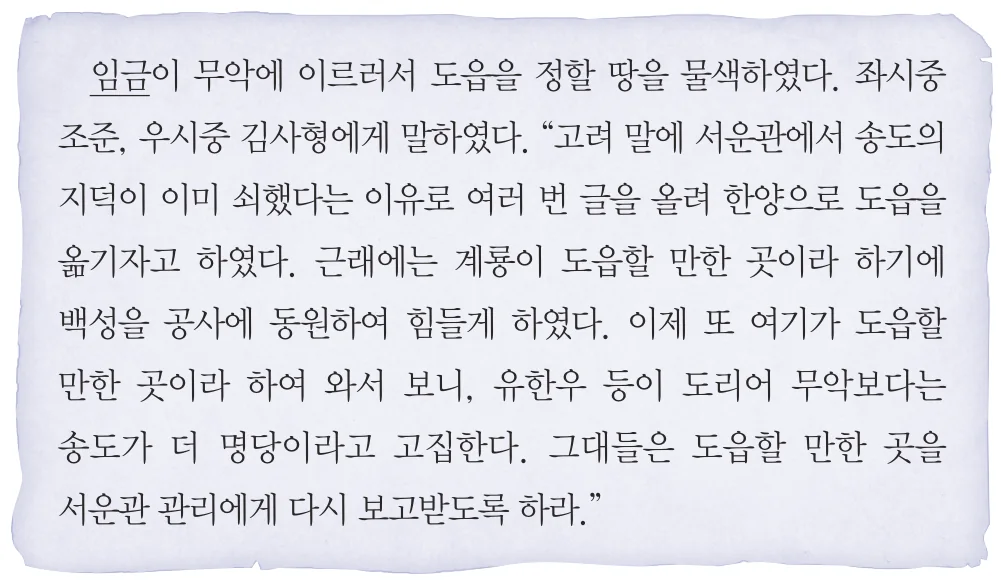 임금이 무악에 이르러서 도읍을 정할 땅을 물색하였다. 좌시중
조준, 우시중 김사형에게 말하였다. “고려 말에 서운관에서 송도의
지덕이 이미 쇠했다는 이유로 여러 번 글을 올려 한양으로 도읍을
옮기자고 하였다. 근래에는 계룡이 도읍할 만한 곳이라 하기에
백성을 공사에 동원하여 힘들게 하였다. 이제 또 여기가 도읍할
만한 곳이라 하여 와서 보니, 유한우 등이 도리어 무악보다는
송도가 더 명당이라고 고집한다. 그대들은 도읍할 만한 곳을
서운관 관리에게 다시 보고받도록 하라.”